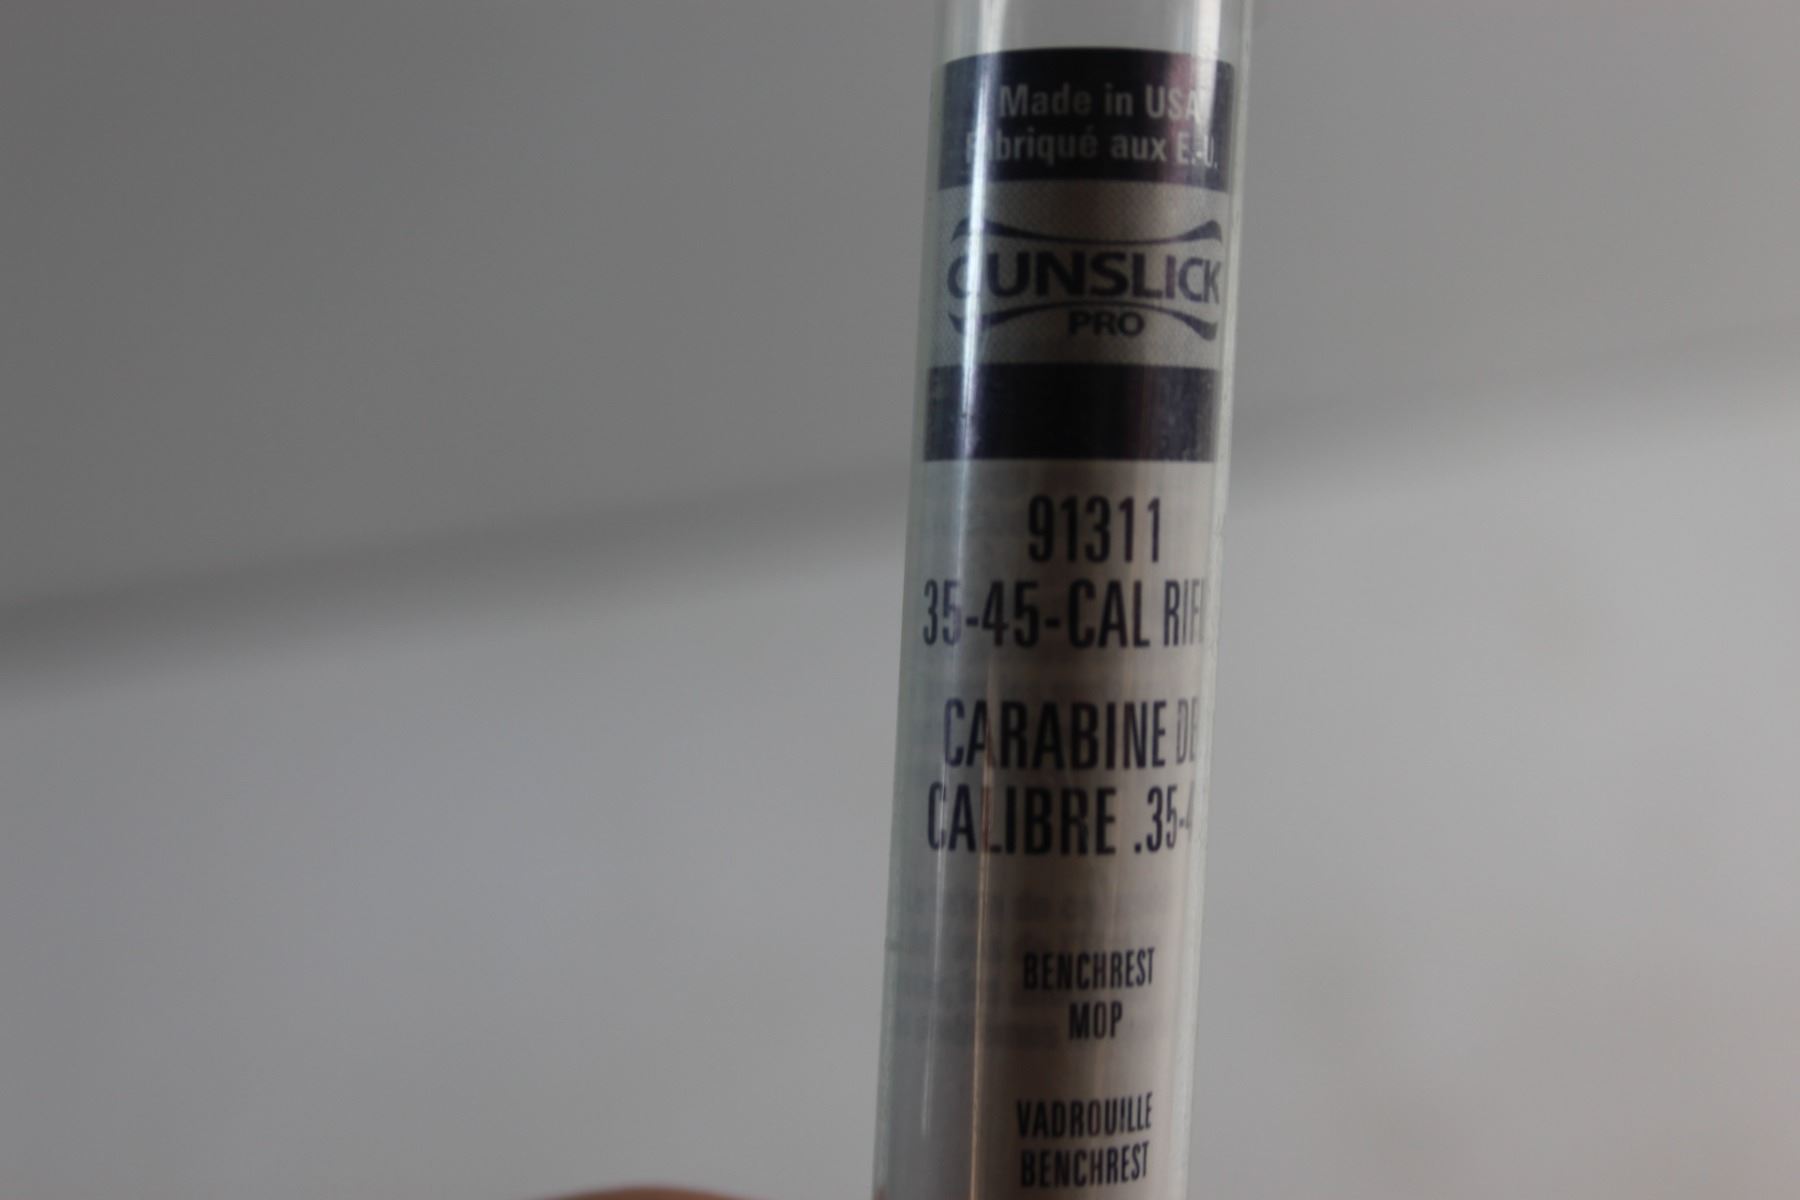 Made in USA
Fabriqué aux E.-U.
GUNSLICK
PRO
91311
35-45-CAL
CARABINE DE
CALIBRE .35-4
BENCHREST
MOP
VADROUILLE
BENCHREST